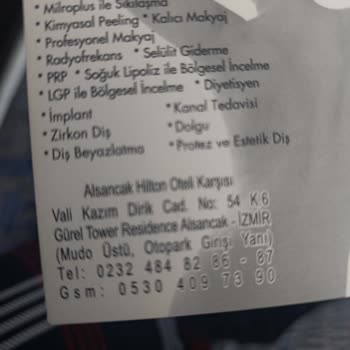 * Mikroplus ile Sıkılaşma
* Kimyasal Peeling * Kalıcı Makyaj
* Profesyonel Makyaj
* Radyofrekans * Selülit Giderme
* PRP * Soğuk Lipoliz ile Bölgesel İncelme
* LGP ile Bölgesel İncelme * Diyetisyen
* İmplant * Kanal Tedavisi
* Zirkon Diş * Dolgu
* Diş Beyazlatma * Protez ve Estetik Diş
Alsancak Hilton Oteli Karşısı
Vali Kazım Dirik Cad. No: 54 K.6
Gürel Tower Residence Alsancak - İZMİR
(Mudo Üstü, Otopark Girişi Yanı)
Tel: 0232 484 82 86 - 87
Gsm: 0530 409 73 90